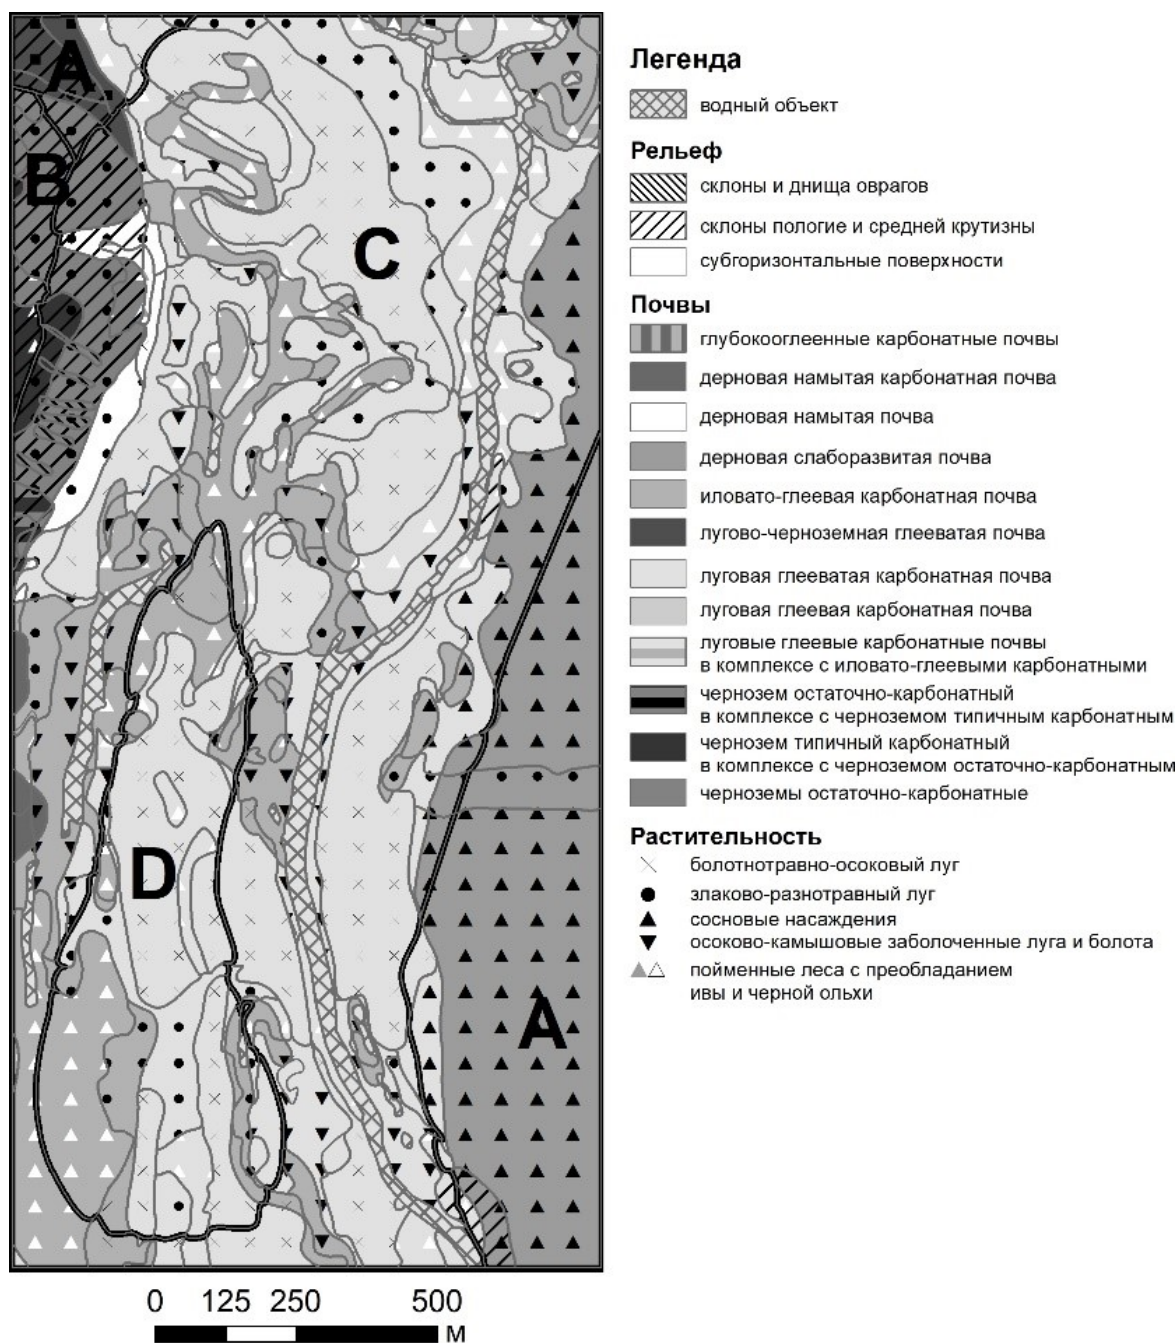 A
B
C
D
A
0 125 250 500
М
Легенда
водный объект
Рельеф
склоны и днища оврагов
склоны пологие и средней крутизны
субгоризонтальные поверхности
Почвы
глубокооглеенные карбонатные почвы
дерновая намытая карбонатная почва
дерновая намытая почва
дерновая слаборазвитая почва
иловато-глеевая карбонатная почва
лугово-черноземная глееватая почва
луговая глееватая карбонатная почва
луговая глеевая карбонатная почва
луговые глеевые карбонатные почвы
в комплексе с иловато-глеевыми карбонатными
чернозем остаточно-карбонатный
в комплексе с черноземом типичным карбонатным
чернозем типичный карбонатный
в комплексе с черноземом остаточно-карбонатным
черноземы остаточно-карбонатные
Растительность
болотнотравно-осоковый луг
злаково-разнотравный луг
сосновые насаждения
осоково-камышовые заболоченные луга и болота
пойменные леса с преобладанием
ивы и черной ольхи